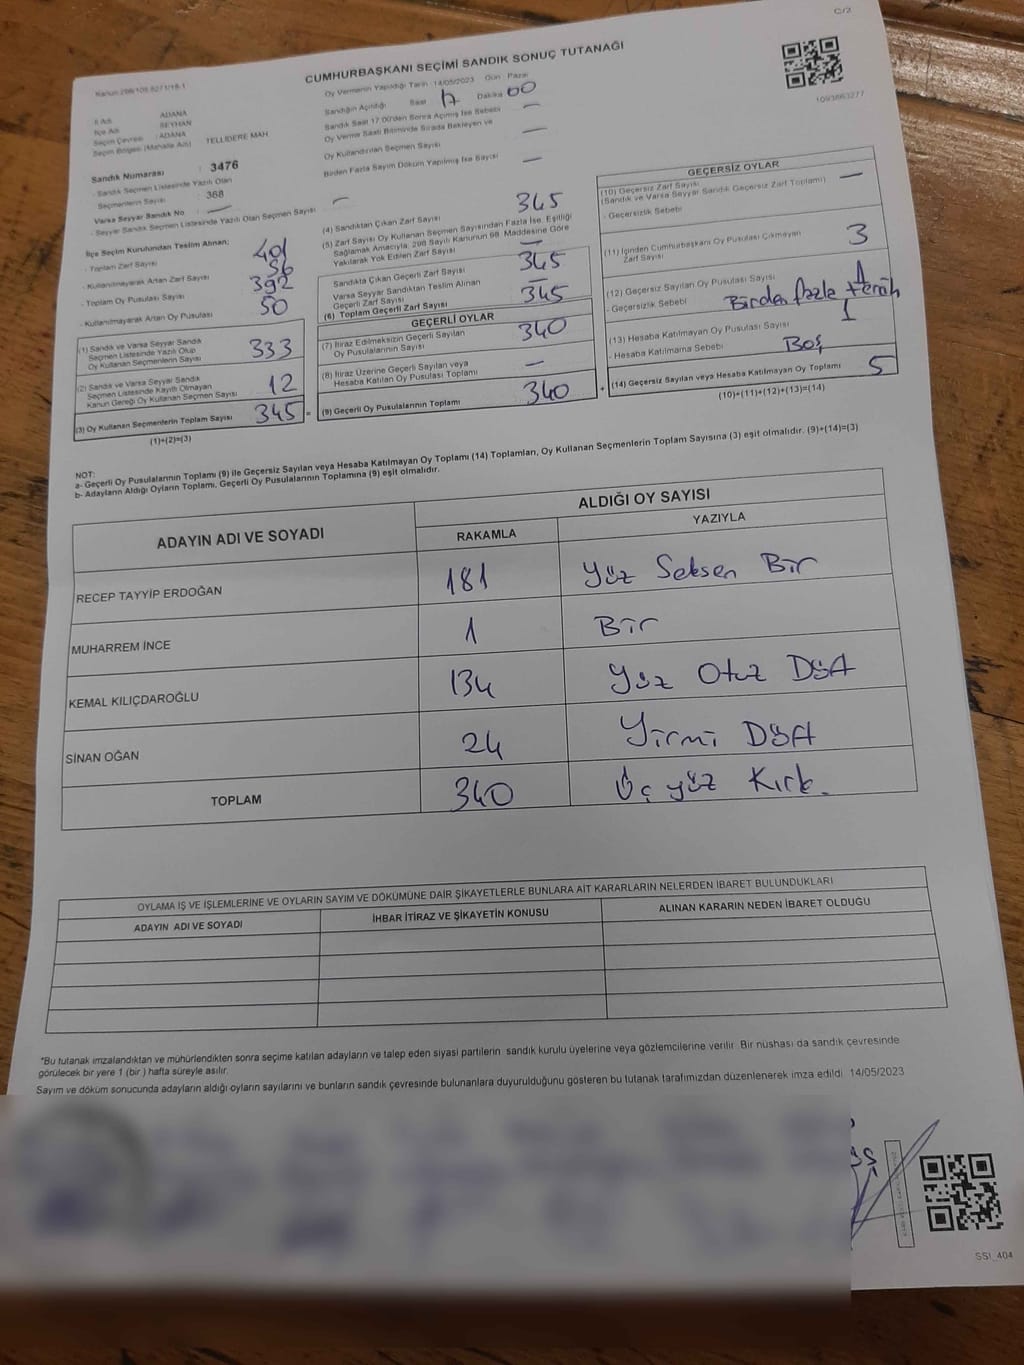 C/2
CUMHURBAŞKANI SEÇİMİ SANDIK SONUÇ TUTANAĞI
1093663277
Oy Vermenin Yapıldığı Tarih : 14/05/2023 Gün : Pazar
Sandığın Açıldığı Saat 17 Dakika 00
Sandık Saat 17:00'den Sonra Açılmış İse Sebebi —
Oy Verme Saati Bitiminde Sırada Bekleyen ve
Oy Kullandırılan Seçmen Sayısı —
Birden Fazla Sayım Döküm Yapılmış İse Sayısı —
İl Adı : ADANA
İlçe Adı : SEYHAN
Seçim Çevresi : ADANA
Seçim Bölgesi (Mahalle Adı) : TELLİDERE MAH
Sandık Numarası : 3476
- Sandık Seçmen Listesinde Yazılı Olan
Seçmenlerin Sayısı : 368
Varsa Seyyar Sandık No —
- Seyyar Sandık Seçmen Listesinde Yazılı Olan Seçmen Sayısı —
İlçe Seçim Kurulundan Teslim Alınan;
- Toplam Zarf Sayısı 401
- Kullanılmayarak Artan Zarf Sayısı 56
- Toplam Oy Pusulası Sayısı 392
- Kullanılmayarak Artan Oy Pusulası 50
(1) Sandık ve Varsa Seyyar Sandık
Seçmen Listesinde Yazılı Olup
Oy Kullanan Seçmenlerin Sayısı 333
(2) Sandık ve Varsa Seyyar Sandık
Seçmen Listesinde Kayıtlı Olmayan
Kanun Gereği Oy Kullanan Seçmen Sayısı 12
(3) Oy Kullanan Seçmenlerin Toplam Sayısı 345 =
(1)+(2)=(3)
(4) Sandıktan Çıkan Zarf Sayısı 345
(5) Zarf Sayısı Oy Kullanan Seçmen Sayısından Fazla İse, Eşitliği
Sağlamak Amacıyla; 298 Sayılı Kanunun 98. Maddesine Göre
Yakılarak Yok Edilen Zarf Sayısı —
Sandıkta Çıkan Geçerli Zarf Sayısı 345
Varsa Seyyar Sandıktan Teslim Alınan
Geçerli Zarf Sayısı —
(6) Toplam Geçerli Zarf Sayısı 345
GEÇERLİ OYLAR
(7) İtiraz Edilmeksizin Geçerli Sayılan
Oy Pusulalarının Sayısı 340
(8) İtiraz Üzerine Geçerli Sayılan veya
Hesaba Katılan Oy Pusulası Toplamı —
(9) Geçerli Oy Pusulalarının Toplamı 340 +
GEÇERSİZ OYLAR
(10) Geçersiz Zarf Sayısı
(Sandık ve Varsa Seyyar Sandık Geçersiz Zarf Toplamı) —
- Geçersizlik Sebebi
(11) İçinden Cumhurbaşkanı Oy Pusulası Çıkmayan
Zarf Sayısı 3
(12) Geçersiz Sayılan Oy Pusulası Sayısı 1
- Geçersizlik Sebebi Birden fazla tercih
(13) Hesaba Katılmayan Oy Pusulası Sayısı 1
- Hesaba Katılmama Sebebi Boş
(14) Geçersiz Sayılan veya Hesaba Katılmayan Oy Toplamı 5
(10)+(11)+(12)+(13)=(14)
NOT:
a- Geçerli Oy Pusulalarının Toplamı (9) ile Geçersiz Sayılan veya Hesaba Katılmayan Oy Toplamı (14) Toplamları, Oy Kullanan Seçmenlerin Toplam Sayısına (3) eşit olmalıdır. (9)+(14)=(3)
b- Adayların Aldığı Oyların Toplamı, Geçerli Oy Pusulalarının Toplamına (9) eşit olmalıdır.
ADAYIN ADI VE SOYADI
ALDIĞI OY SAYISI
RAKAMLA YAZIYLA
RECEP TAYYİP ERDOĞAN 181 Yüz Seksen Bir
MUHARREM İNCE 1 Bir
KEMAL KILIÇDAROĞLU 134 Yüz Otuz Dört
SİNAN OĞAN 24 Yirmi Dört
TOPLAM 340 Üç yüz Kırk.
OYLAMA İŞ VE İŞLEMLERİNE VE OYLARIN SAYIM VE DÖKÜMÜNE DAİR ŞİKAYETLERLE BUNLARA AİT KARARLARIN NELERDEN İBARET BULUNDUKLARI
ADAYIN ADI VE SOYADI İHBAR İTİRAZ VE ŞİKAYETİN KONUSU ALINAN KARARIN NEDEN İBARET OLDUĞU
*Bu tutanak imzalandıktan ve mühürlendikten sonra seçime katılan adayların ve talep eden siyasi partilerin sandık kurulu üyelerine veya gözlemcilerine verilir. Bir nüshası da sandık çevresinde
görülecek bir yere 1 (bir ) hafta süreyle asılır.
Sayım ve döküm sonucunda adayların aldığı oyların sayılarını ve bunların sandık çevresinde bulunanlara duyurulduğunu gösteren bu tutanak tarafımızdan düzenlenerek imza edildi. 14/05/2023
SSI_404